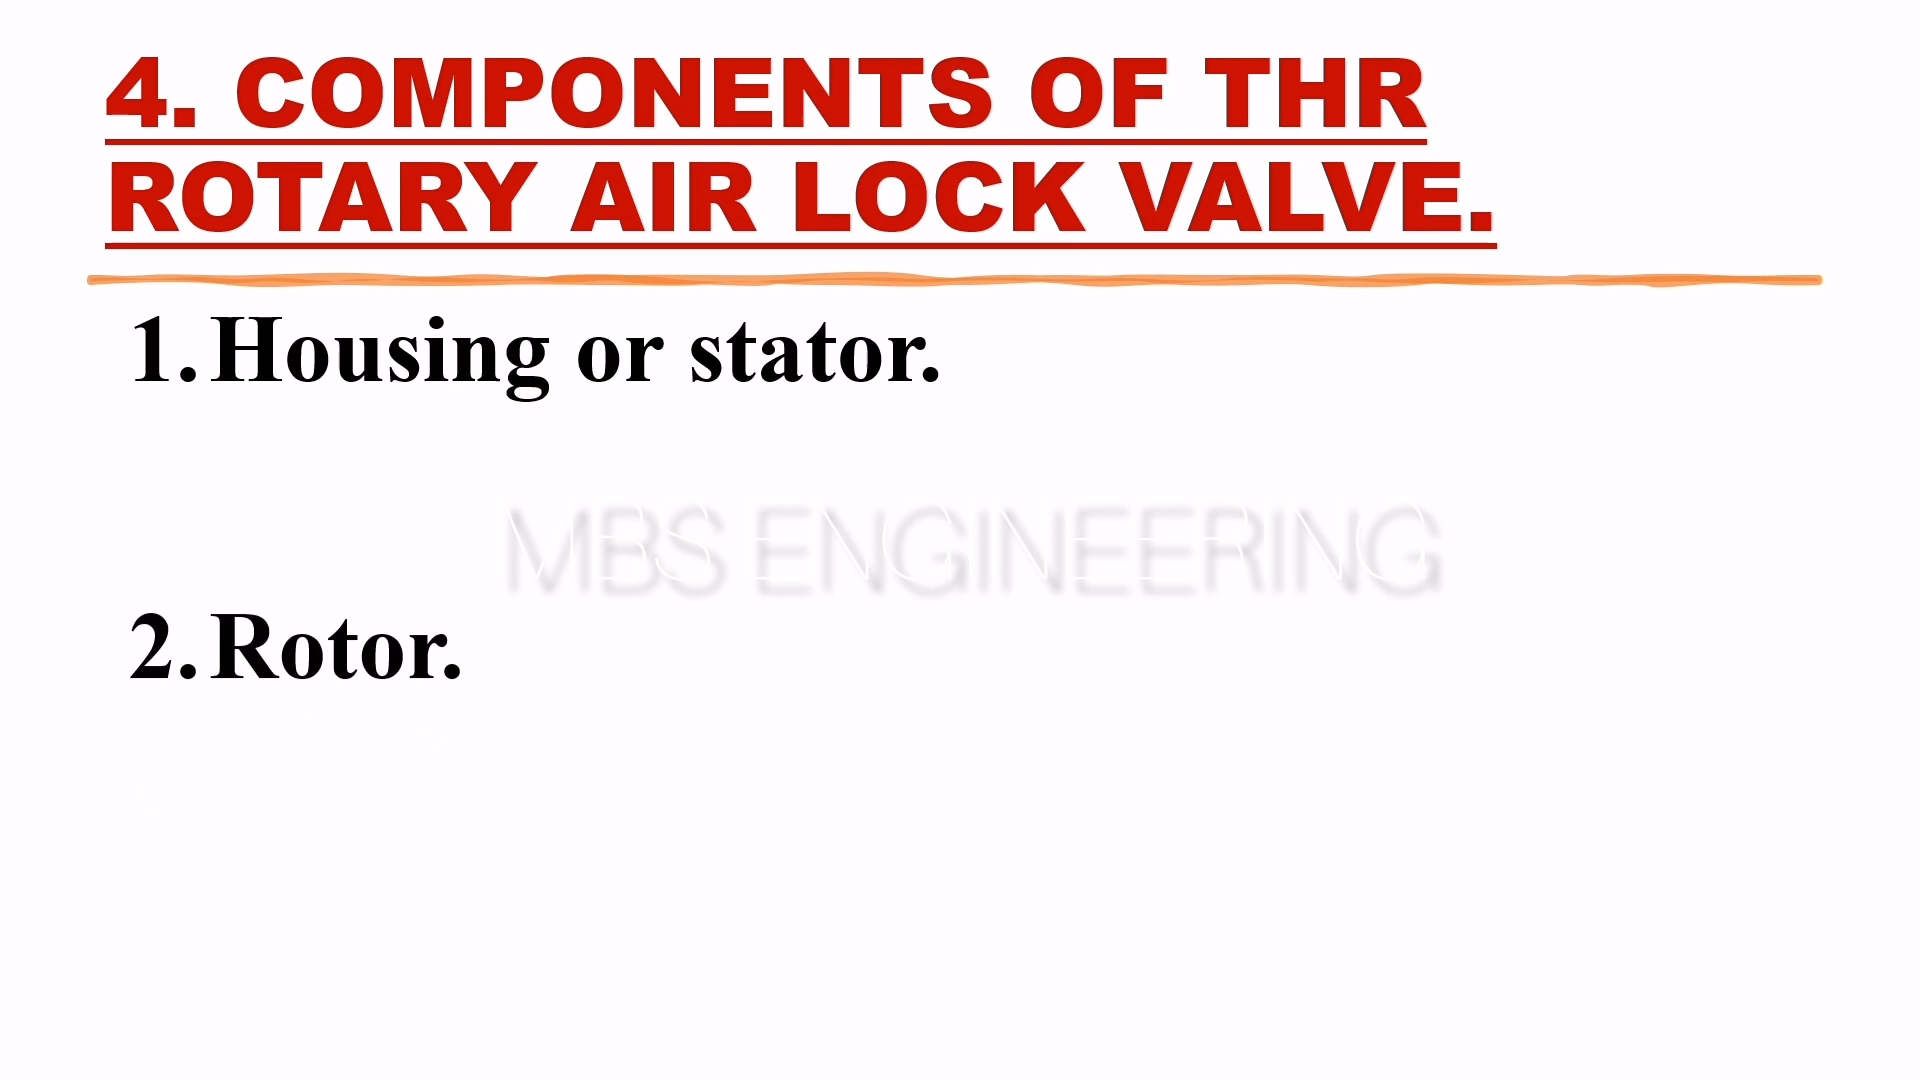 4. COMPONENTS OF THR
ROTARY AIR LOCK VALVE.
1. Housing or stator.
MBS ENGINEERING
2. Rotor.